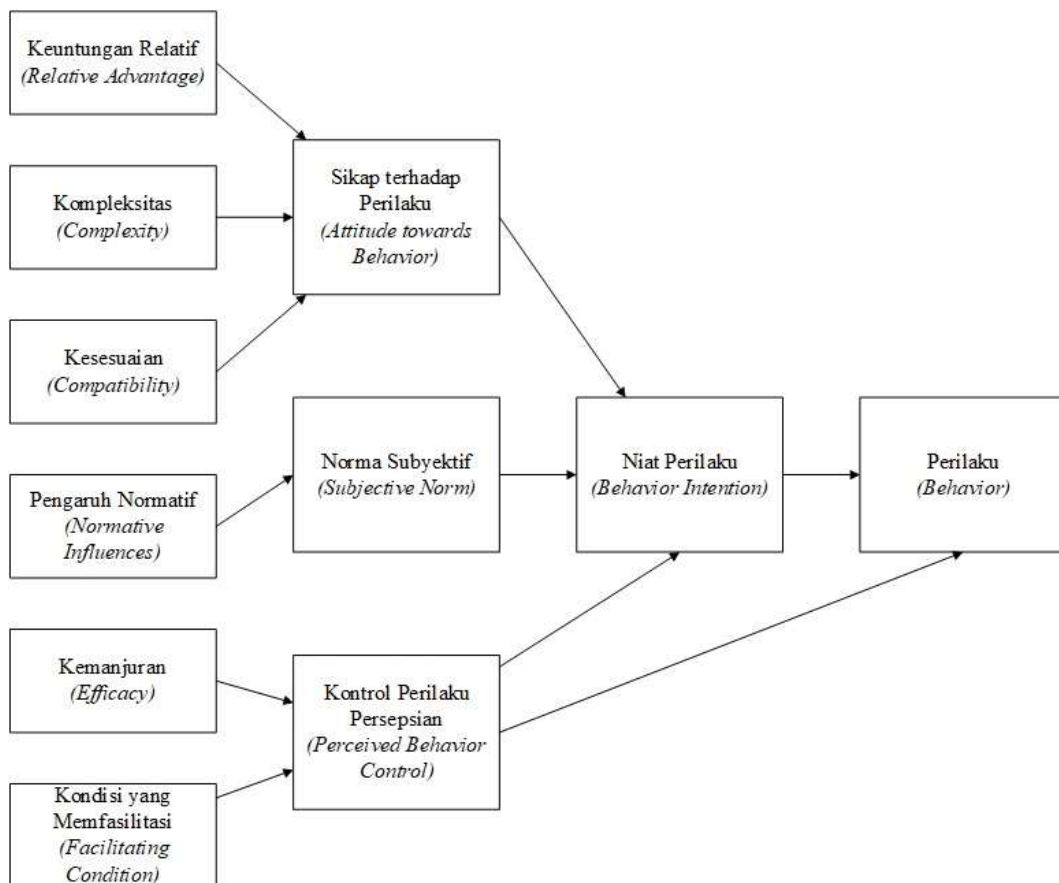 Keuntungan Relatif
(Relative Advantage)
Kompleksitas
(Complexity)
Kesesuaian
(Compatibility)
Pengaruh Normatif
(Normative
Influences)
Kemanjuran
(Efficacy)
Kondisi yang
Memfasilitasi
(Facilitating
Condition)
Sikap terhadap
Perilaku
(Attitude towards
Behavior)
Norma Subyektif
(Subjective Norm)
Kontrol Perilaku
Persepsian
(Perceived Behavior
Control)
Niat Perilaku
(Behavior Intention)
Perilaku
(Behavior)